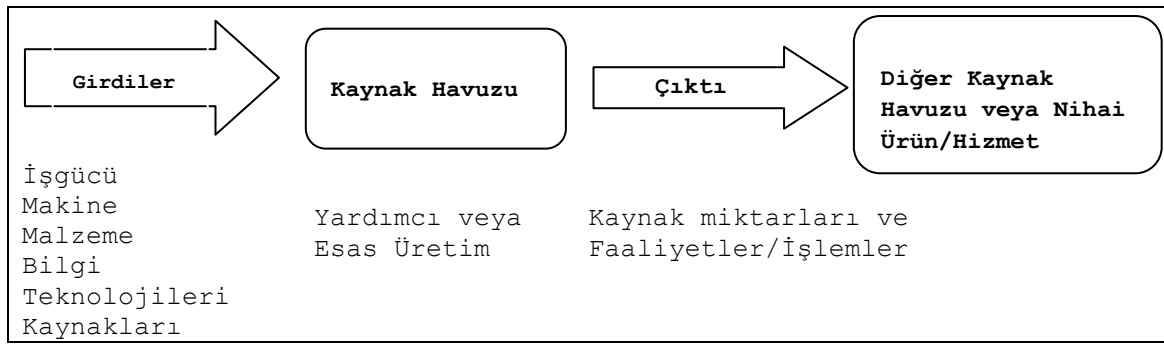 Girdiler
Kaynak Havuzu
Çıktı
Diğer Kaynak
Havuzu veya Nihai
Ürün/Hizmet
İşgücü
Makine
Malzeme
Bilgi
Teknolojileri
Kaynakları
Yardımcı veya
Esas Üretim
Kaynak miktarları ve
Faaliyetler/İşlemler